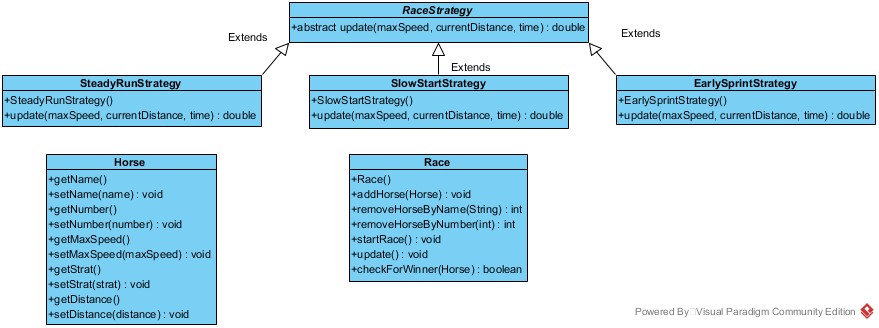 RaceStrategy
+abstract update(maxSpeed, currentDistance, time) : double
Extends
Extends
Extends
SteadyRunStrategy
+SteadyRunStrategy()
+update(maxSpeed, currentDistance, time) : double
SlowStartStrategy
+SlowStartStrategy()
+update(maxSpeed, currentDistance, time) : double
EarlySprintStrategy
+EarlySprintStrategy()
+update(maxSpeed, currentDistance, time) : double
Horse
+getName()
+setName(name) : void
+getNumber()
+setNumber(number) : void
+getMaxSpeed()
+setMaxSpeed(maxSpeed) : void
+getStrat()
+setStrat(strat) : void
+getDistance()
+setDistance(distance) : void
Race
+Race()
+addHorse(Horse) : void
+removeHorseByName(String) : int
+removeHorseByNumber(int) : int
+startRace() : void
+update() : void
+checkForWinner(Horse) : boolean
Powered By Visual Paradigm Community Edition